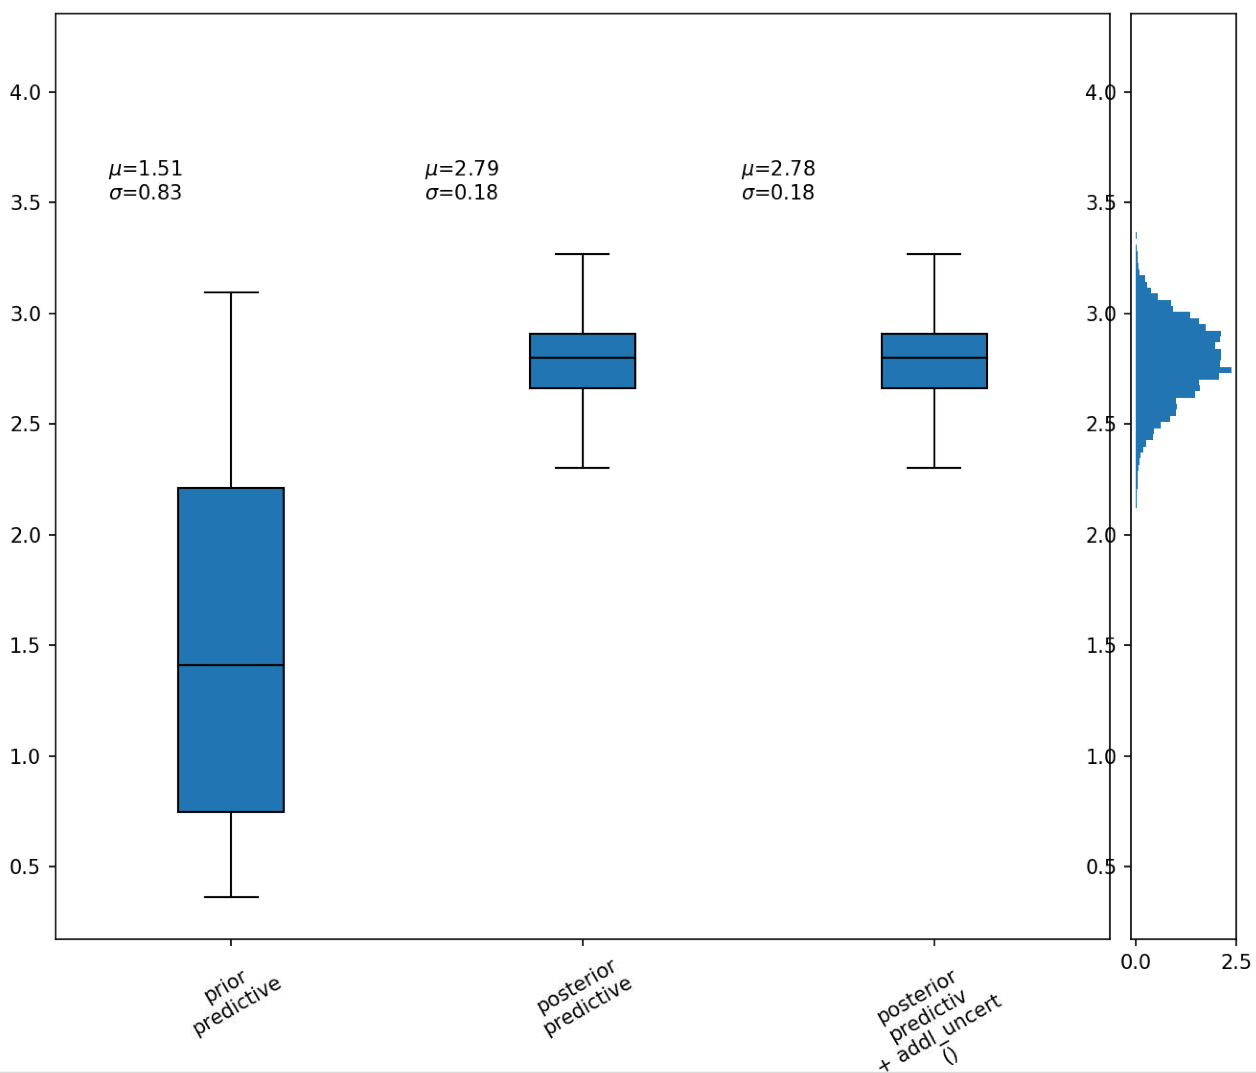 4.0
3.5
3.0
2.5
2.0
1.5
1.0
0.5
μ=1.51
σ=0.83
μ=2.79
σ=0.18
μ=2.78
σ=0.18
prior
predictive
posterior
predictive
posterior
predictiv
+ addl_uncert
()
4.0
3.5
3.0
2.5
2.0
1.5
1.0
0.5
0.0 2.5